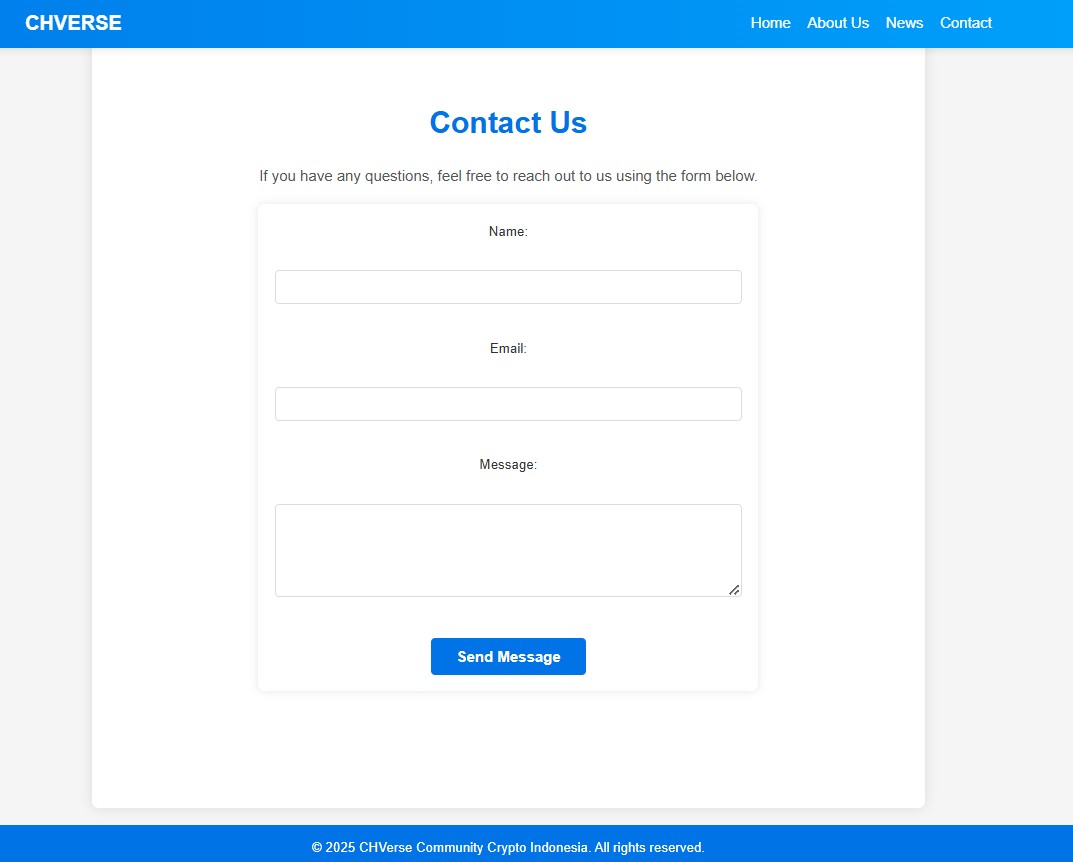 CHVERSE
Home About Us News Contact
Contact Us
If you have any questions, feel free to reach out to us using the form below.
Name:
Email:
Message:
Send Message
© 2025 CHVerse Community Crypto Indonesia. All rights reserved.